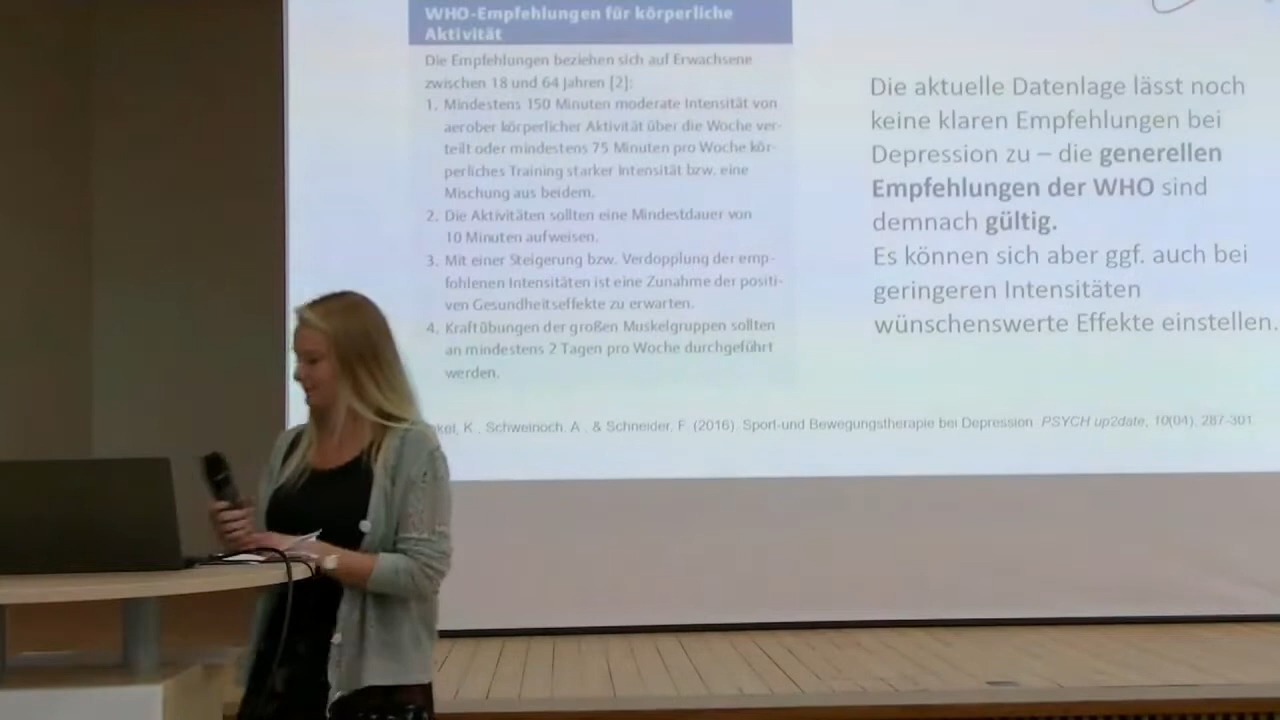 WHO-Empfehlungen für körperliche
Aktivität
Die Empfehlungen beziehen sich auf Erwachsene
zwischen 18 und 64 Jahren [2]:
1. Mindestens 150 Minuten moderate Intensität von
aerober körperlicher Aktivität über die Woche ver-
teilt oder mindestens 75 Minuten pro Woche kör-
perliches Training starker Intensität bzw. eine
Mischung aus beidem.
2. Die Aktivitäten sollten eine Mindestdauer von
10 Minuten aufweisen.
3. Mit einer Steigerung bzw. Verdopplung der emp-
fohlenen Intensitäten ist eine Zunahme der positi-
ven Gesundheitseffekte zu erwarten.
4. Kraftübungen der großen Muskelgruppen sollten
an mindestens 2 Tagen pro Woche durchgeführt
werden.
Die aktuelle Datenlage lässt noch
keine klaren Empfehlungen bei
Depression zu – die generellen
Empfehlungen der WHO sind
demnach gültig.
Es können sich aber ggf. auch bei
geringeren Intensitäten
wünschenswerte Effekte einstellen.
K., Schweinoch, A., & Schneider, F. (2016). Sport-und Bewegungstherapie bei Depression. PSYCH up2date, 10(04), 287-301.